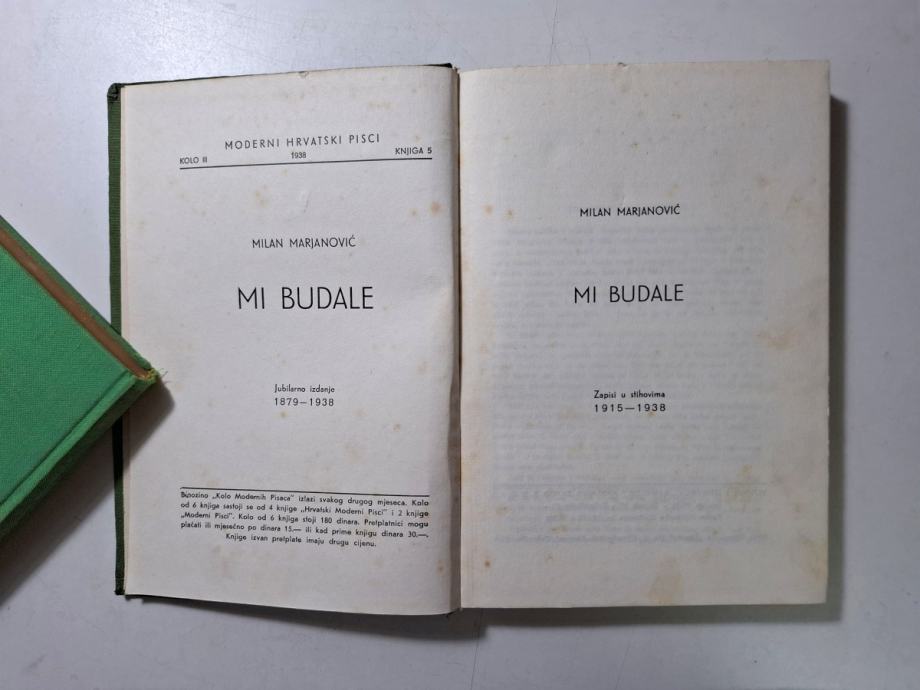 MODERNI HRVATSKI PISCI
KOLO III 1938 KNJIGA 5
MILAN MARJANOVIĆ
MI BUDALE
Jubilarno izdanje
1879—1938
Binozino „Kolo Modernih Pisaca" izlazi svakog drugog mjeseca. Kolo
od 6 knjiga sastoji se od 4 knjige „Hrvatski Moderni Pisci" i 2 knjige
„Moderni Pisci". Kolo od 6 knjiga stoji 180 dinara. Pretplatnici mogu
plaćati ili mjesečno po dinara 15.— ili kad prime knjigu dinara 30.—.
Knjige izvan pretplate imaju drugu cijenu.
MILAN MARJANOVIĆ
MI BUDALE
Zapisi u stihovima
1915—1938